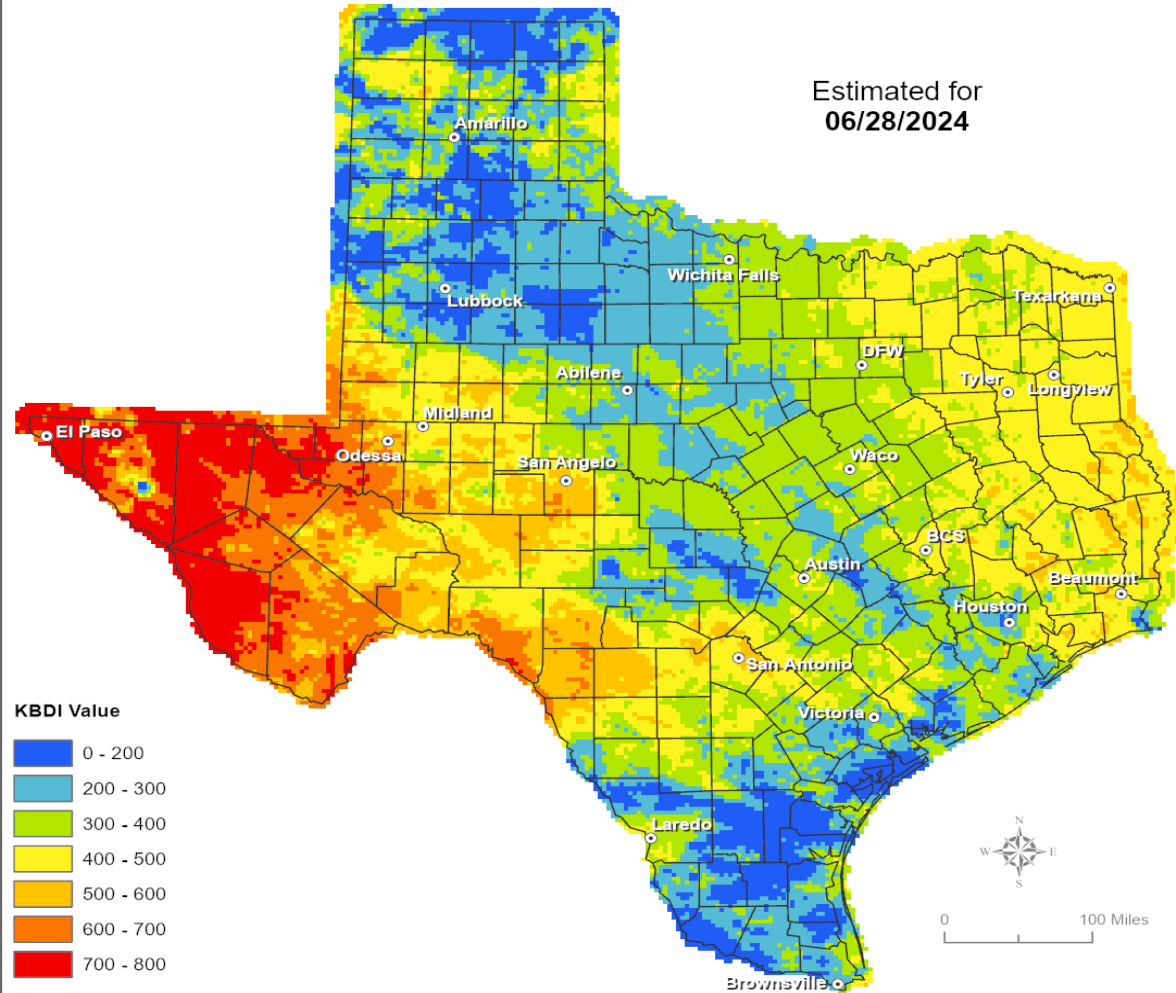 Estimated for
06/28/2024
Amarillo
Wichita Falls
Lubbock
Texarkana
DFW
Abilene
Tyler
Longview
Midland
El Paso
Odessa
San Angelo
Waco
BCS
Austin
Beaumont
Houston
San Antonio
Victoria
Laredo
Brownsville
KBDI Value
0 - 200
200 - 300
300 - 400
400 - 500
500 - 600
600 - 700
700 - 800
N
W E
S
0 100 Miles